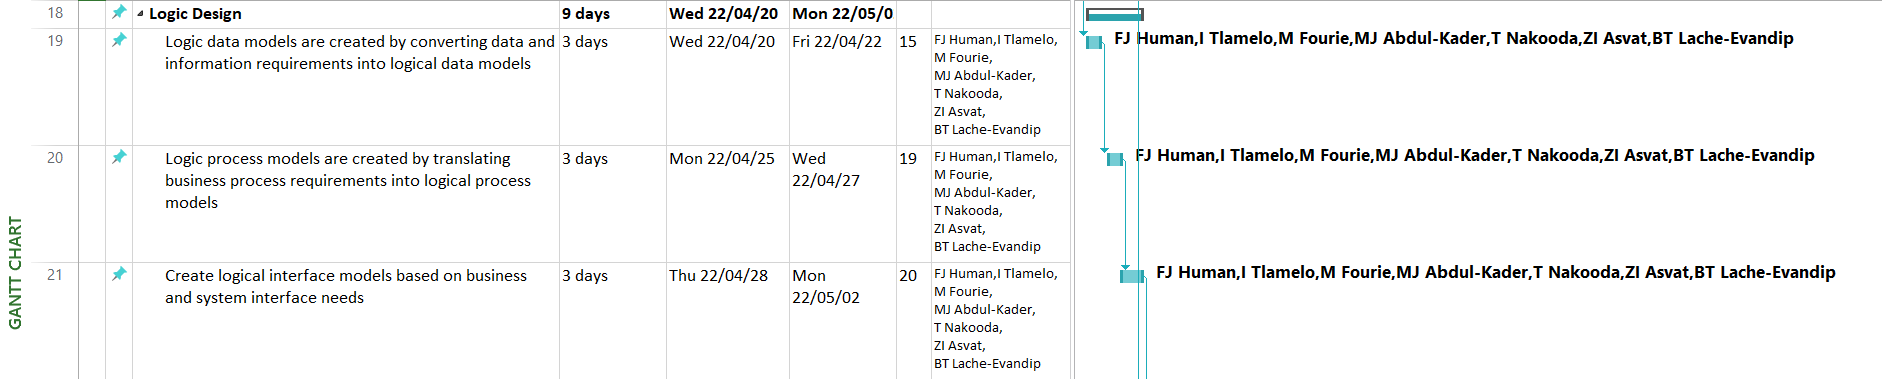 18 Logic Design 9 days Wed 22/04/20 Mon 22/05/0
19 Logic data models are created by converting data and 3 days Wed 22/04/20 Fri 22/04/22 15 FJ Human,I Tlamelo, FJ Human,I Tlamelo,M Fourie,MJ Abdul-Kader,T Nakooda,ZI Asvat,BT Lache-Evandip
information requirements into logical data models M Fourie,
MJ Abdul-Kader,
T Nakooda,
ZI Asvat,
BT Lache-Evandip
20 Logic process models are created by translating 3 days Mon 22/04/25 Wed 19 FJ Human,I Tlamelo, FJ Human,I Tlamelo,M Fourie,MJ Abdul-Kader,T Nakooda,ZI Asvat,BT Lache-Evandip
business process requirements into logical process 22/04/27 M Fourie,
models MJ Abdul-Kader,
T Nakooda,
ZI Asvat,
BT Lache-Evandip
21 Create logical interface models based on business 3 days Thu 22/04/28 Mon 20 FJ Human,I Tlamelo, FJ Human,I Tlamelo,M Fourie,MJ Abdul-Kader,T Nakooda,ZI Asvat,BT Lache-Evandip
and system interface needs 22/05/02 M Fourie,
MJ Abdul-Kader,
T Nakooda,
ZI Asvat,
BT Lache-Evandip
GANTT CHART